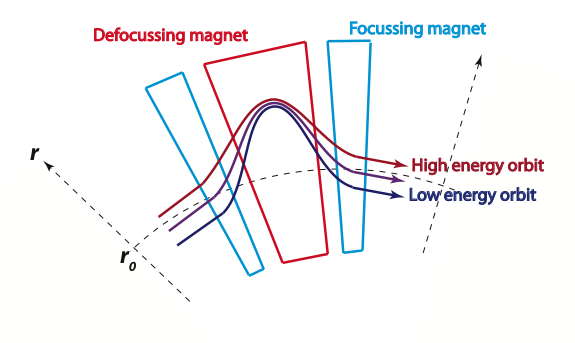 Focussing magnet
Defocussing magnet
r
High energy orbit
Low energy orbit
r0